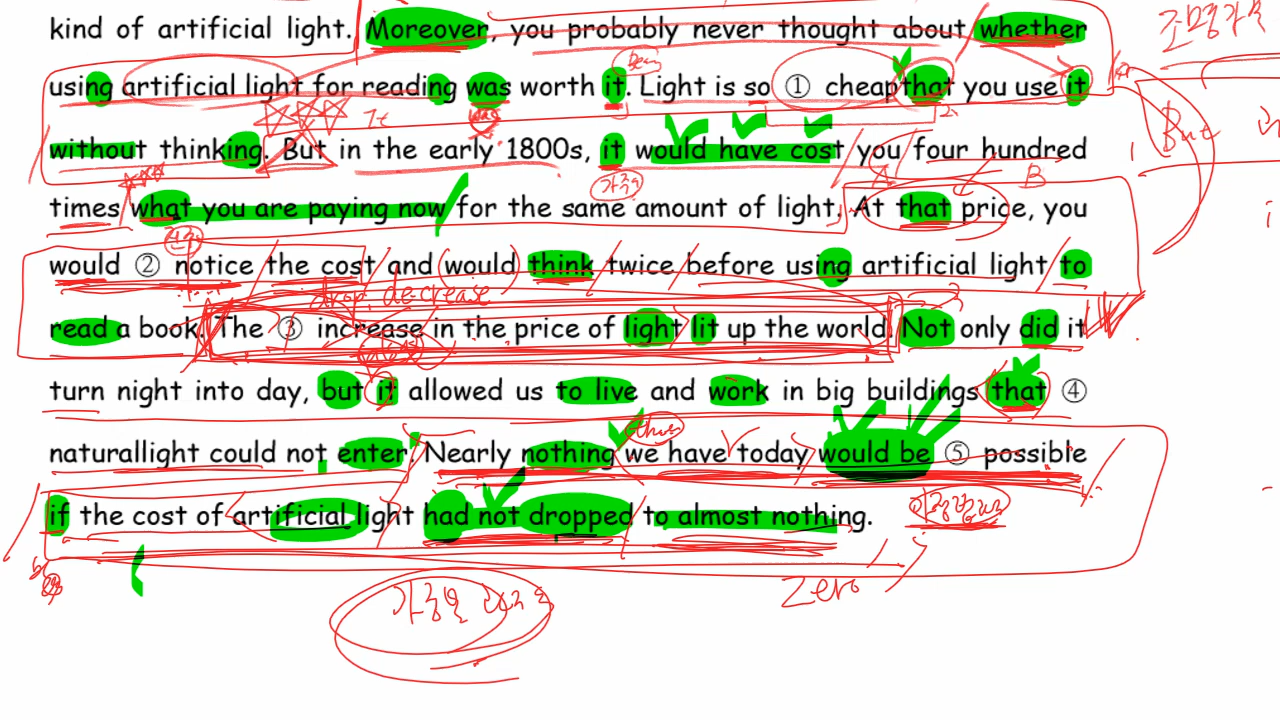 조명가격
kind of artificial light. Moreover, you probably never thought about whether
using artificial light for reading was worth it. Light is so ① cheap that you use it
But
without thinking. But in the early 1800s, it would have cost you four hundred
A B
times what you are paying now for the same amount of light. At that price, you
would ② notice the cost and would think twice before using artificial light to
drop, decrease
read a book. The ③ increase in the price of light lit up the world. Not only did it
turn night into day, but it allowed us to live and work in big buildings that ④
naturallight could not enter. Nearly nothing we have today would be ⑤ possible
if the cost of artificial light had not dropped to almost nothing.
Zero